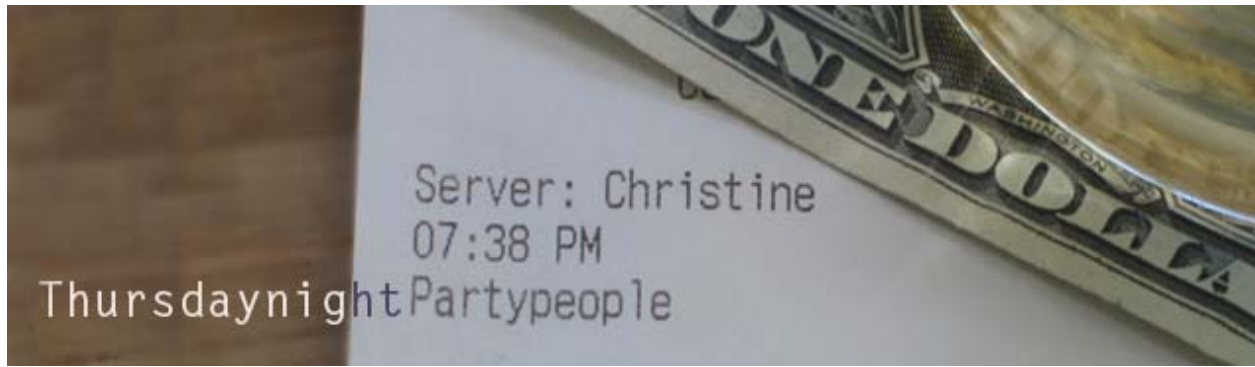 ONE DOLLA
WASHINGTON
Server: Christine
07:38 PM
ThursdaynightPartypeople